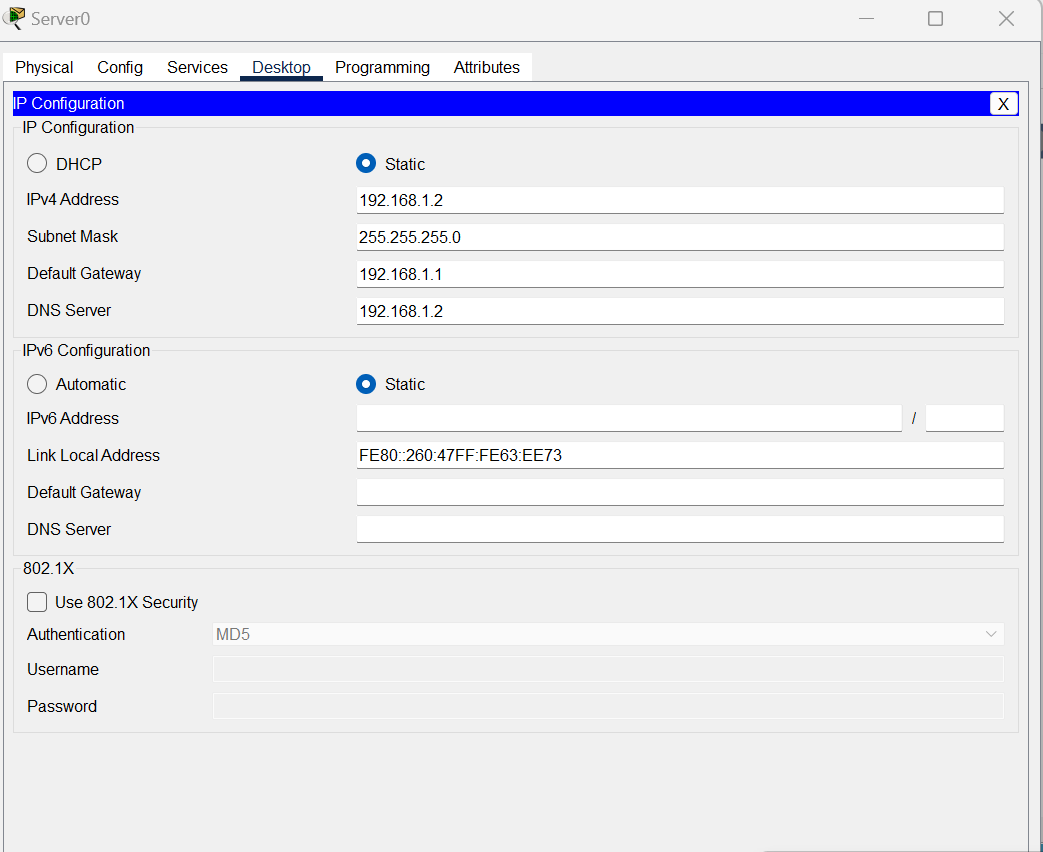 Server0
Physical Config Services Desktop Programming Attributes
IP Configuration X
IP Configuration
DHCP Static
IPv4 Address 192.168.1.2
Subnet Mask 255.255.255.0
Default Gateway 192.168.1.1
DNS Server 192.168.1.2
IPv6 Configuration
Automatic Static
IPv6 Address /
Link Local Address FE80::260:47FF:FE63:EE73
Default Gateway
DNS Server
802.1X
Use 802.1X Security
Authentication MD5
Username
Password